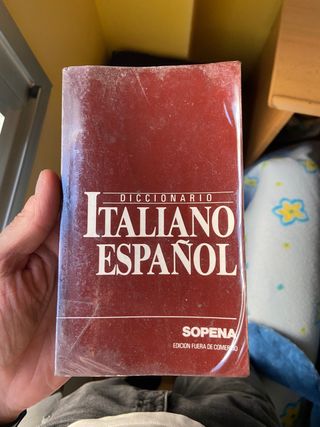 DICCIONARIO
ITALIANO
ESPAÑOL
SOPENA
EDICION FUERA DE COMERCIO